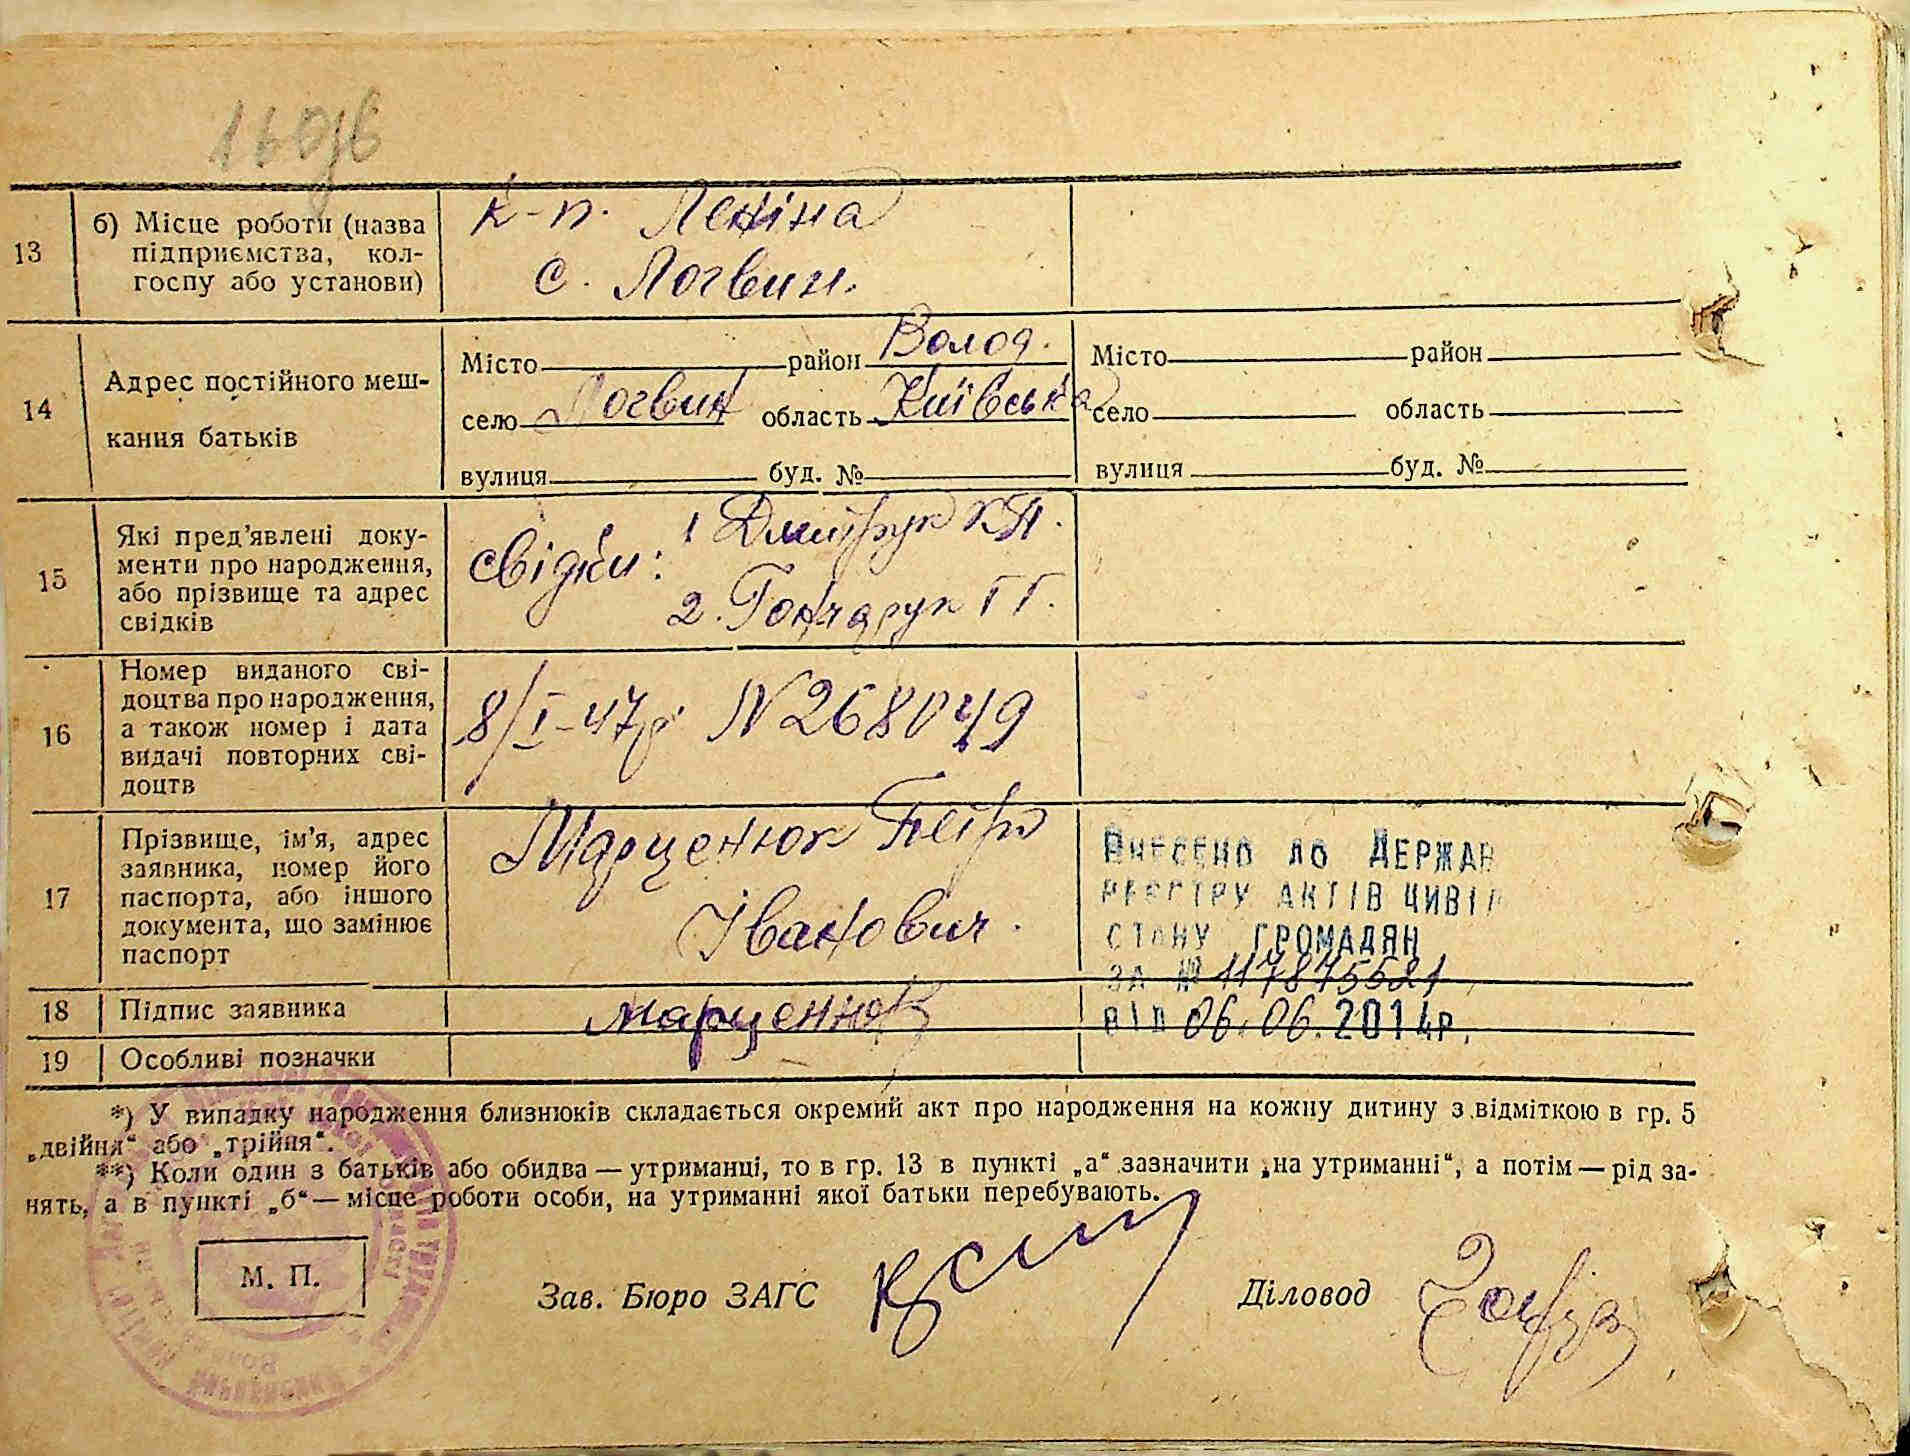 160зв
13
б) Місце роботи (назва
підприємства, кол-
госпу або установи)
к-п. Леніна
с. Логвин.
14
Адрес постійного меш-
кання батьків
Місто район Волод.
село Логвин область Київська
вулиця буд. №
Місто район
село область
вулиця буд. №
15
Які пред'явлені доку-
менти про народження,
або прізвище та адрес
свідків
свідки: 1 Дмитрук К П.
2. Гончарук Г Г.
16
Номер виданого сві-
доцтва про народження,
а також номер і дата
видачі повторних сві-
доцтв
8/I-47р. N268049
17
Прізвище, ім'я, адрес
заявника, номер його
паспорта, або іншого
документа, що замінює
паспорт
Марценюк Петро
Іванович.
Внесено до Держав
реєстру актів цивіл
стану громадян
за № 117875521
від 06.06.2014р.
18
Підпис заявника
Марценюк
19
Особливі позначки
*) У випадку народження близнюків складається окремий акт про народження на кожну дитину з відміткою в гр. 5
„двійня“ або „трійня“.
**) Коли один з батьків або обидва — утриманці, то в гр. 13 в пункті „а“ зазначити „на утриманні“, а потім — рід за-
нять, а в пункті „б“ — місце роботи особи, на утриманні якої батьки перебувають.
М. П.
Зав. Бюро ЗАГС
Діловод